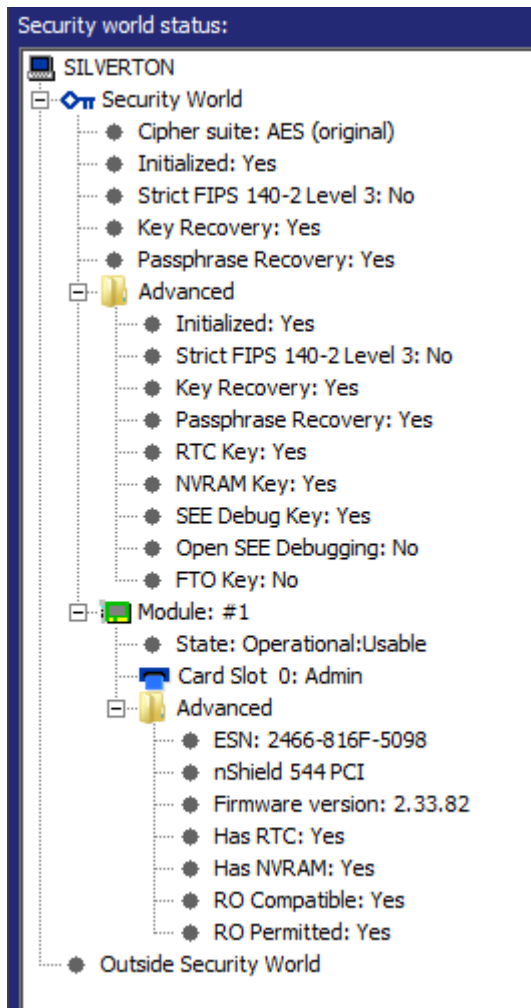 Security world status:
SILVERTON
Security World
Cipher suite: AES (original)
Initialized: Yes
Strict FIPS 140-2 Level 3: No
Key Recovery: Yes
Passphrase Recovery: Yes
Advanced
Initialized: Yes
Strict FIPS 140-2 Level 3: No
Key Recovery: Yes
Passphrase Recovery: Yes
RTC Key: Yes
NVRAM Key: Yes
SEE Debug Key: Yes
Open SEE Debugging: No
FTO Key: No
Module: #1
State: Operational:Usable
Card Slot 0: Admin
Advanced
ESN: 2466-816F-5098
nShield 544 PCI
Firmware version: 2.33.82
Has RTC: Yes
Has NVRAM: Yes
RO Compatible: Yes
RO Permitted: Yes
Outside Security World